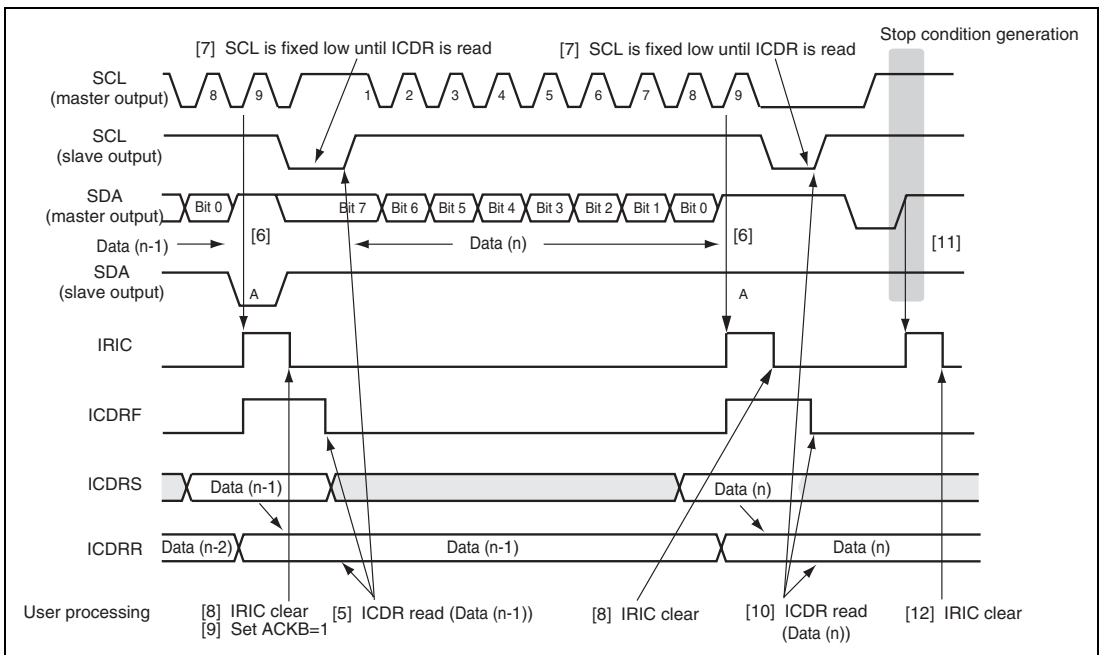 Stop condition generation
[7] SCL is fixed low until ICDR is read
[7] SCL is fixed low until ICDR is read
SCL
(master output)
8
9
1
2
3
4
5
6
7
8
9
SCL
(slave output)
SDA
(master output)
Bit 0
Bit 7
Bit 6
Bit 5
Bit 4
Bit 3
Bit 2
Bit 1
Bit 0
Data (n-1)
[6]
Data (n)
[6]
[11]
SDA
(slave output)
A
A
IRIC
ICDRF
ICDRS
Data (n-1)
Data (n)
ICDRR
Data (n-2)
Data (n-1)
Data (n)
User processing
[8] IRIC clear
[9] Set ACKB=1
[5] ICDR read (Data (n-1))
[8] IRIC clear
[10] ICDR read
(Data (n))
[12] IRIC clear